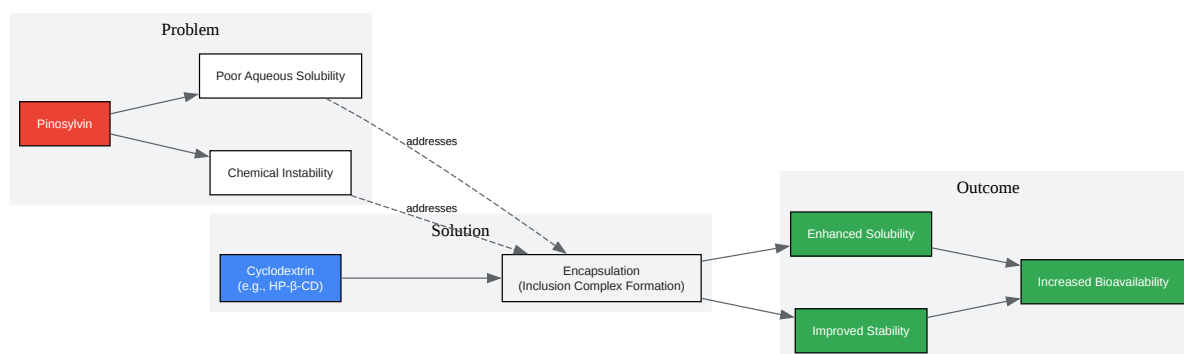 Problem
Poor Aqueous Solubility
Pinosylvin
Chemical Instability
addresses
addresses
Solution
Cyclodextrin
(e.g., HP-β-CD)
Encapsulation
(Inclusion Complex Formation)
Outcome
Enhanced Solubility
Increased Bioavailability
Improved Stability